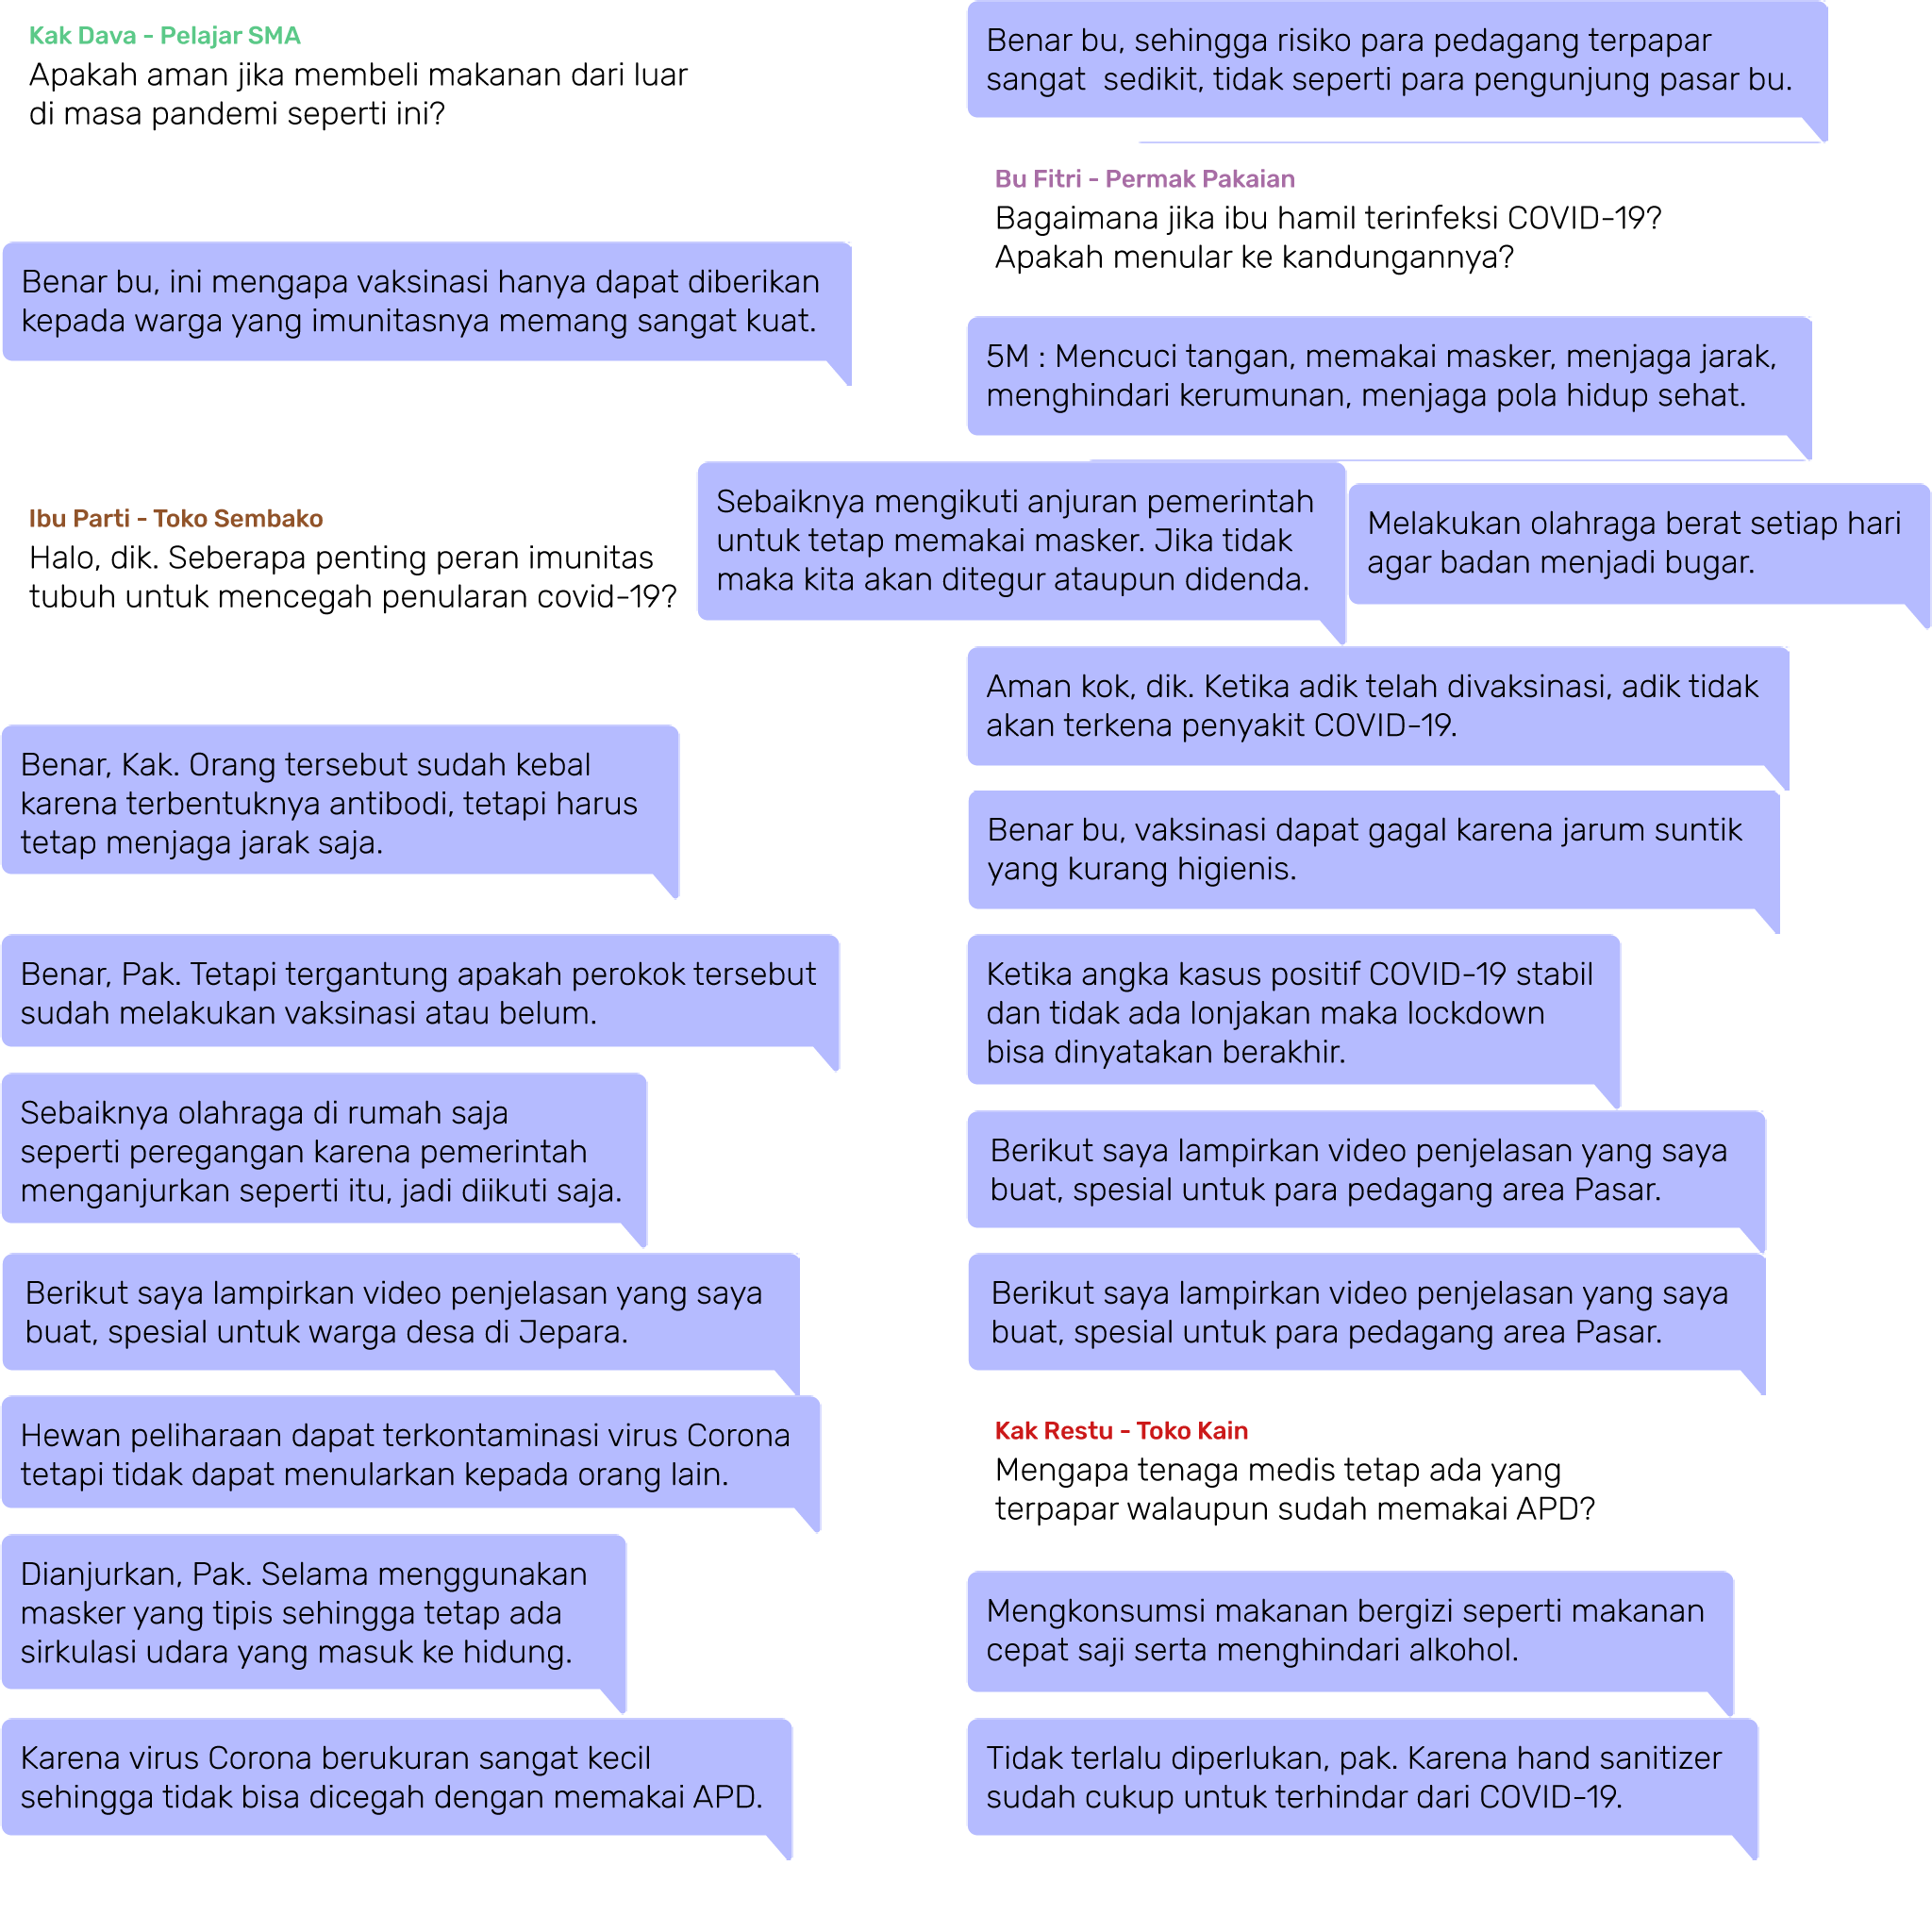 Kak Dava - Pelajar SMA
Apakah aman jika membeli makanan dari luar
di masa pandemi seperti ini?
Benar bu, ini mengapa vaksinasi hanya dapat diberikan
kepada warga yang imunitasnya memang sangat kuat.
Ibu Parti - Toko Sembako
Halo, dik. Seberapa penting peran imunitas
tubuh untuk mencegah penularan covid-19?
Benar, Kak. Orang tersebut sudah kebal
karena terbentuknya antibodi, tetapi harus
tetap menjaga jarak saja.
Benar, Pak. Tetapi tergantung apakah perokok tersebut
sudah melakukan vaksinasi atau belum.
Sebaiknya olahraga di rumah saja
seperti peregangan karena pemerintah
menganjurkan seperti itu, jadi diikuti saja.
Berikut saya lampirkan video penjelasan yang saya
buat, spesial untuk warga desa di Jepara.
Hewan peliharaan dapat terkontaminasi virus Corona
tetapi tidak dapat menularkan kepada orang lain.
Dianjurkan, Pak. Selama menggunakan
masker yang tipis sehingga tetap ada
sirkulasi udara yang masuk ke hidung.
Karena virus Corona berukuran sangat kecil
sehingga tidak bisa dicegah dengan memakai APD.
Benar bu, sehingga risiko para pedagang terpapar
sangat  sedikit, tidak seperti para pengunjung pasar bu.
Bu Fitri - Permak Pakaian
Bagaimana jika ibu hamil terinfeksi COVID-19?
Apakah menular ke kandungannya?
5M : Mencuci tangan, memakai masker, menjaga jarak,
menghindari kerumunan, menjaga pola hidup sehat.
Sebaiknya mengikuti anjuran pemerintah
untuk tetap memakai masker. Jika tidak
maka kita akan ditegur ataupun didenda.
Melakukan olahraga berat setiap hari
agar badan menjadi bugar.
Aman kok, dik. Ketika adik telah divaksinasi, adik tidak
akan terkena penyakit COVID-19.
Benar bu, vaksinasi dapat gagal karena jarum suntik
yang kurang higienis.
Ketika angka kasus positif COVID-19 stabil
dan tidak ada lonjakan maka lockdown
bisa dinyatakan berakhir.
Berikut saya lampirkan video penjelasan yang saya
buat, spesial untuk para pedagang area Pasar.
Berikut saya lampirkan video penjelasan yang saya
buat, spesial untuk para pedagang area Pasar.
Kak Restu - Toko Kain
Mengapa tenaga medis tetap ada yang
terpapar walaupun sudah memakai APD?
Mengkonsumsi makanan bergizi seperti makanan
cepat saji serta menghindari alkohol.
Tidak terlalu diperlukan, pak. Karena hand sanitizer
sudah cukup untuk terhindar dari COVID-19.